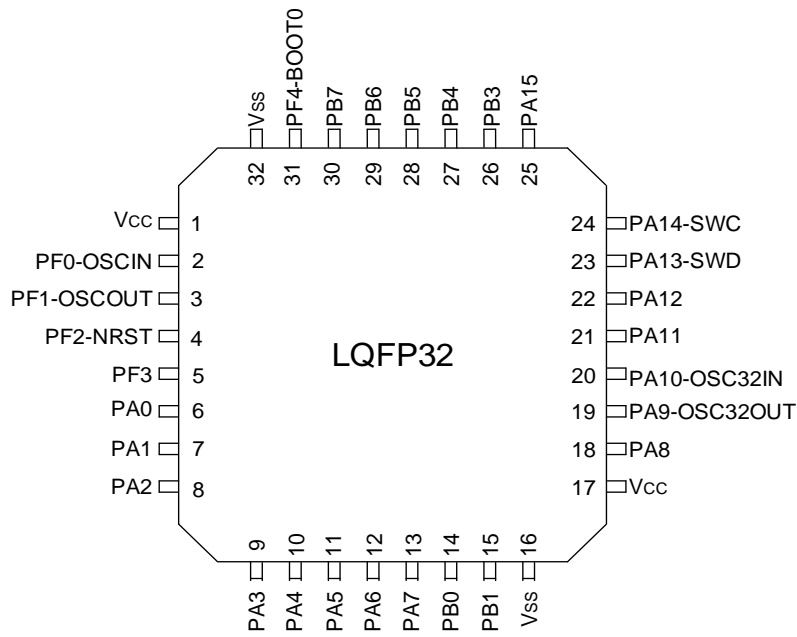 Vss PF4-BOOT0 PB7 PB6 PB5 PB4 PB3 PA15
32 31 30 29 28 27 26 25
Vcc 1 24 PA14-SWC
PF0-OSCIN 2 23 PA13-SWD
PF1-OSCOUT 3 22 PA12
PF2-NRST 4 21 PA11
LQFP32
PF3 5 20 PA10-OSC32IN
PA0 6 19 PA9-OSC32OUT
PA1 7 18 PA8
PA2 8 17 Vcc
9 10 11 12 13 14 15 16
PA3 PA4 PA5 PA6 PA7 PB0 PB1 Vss